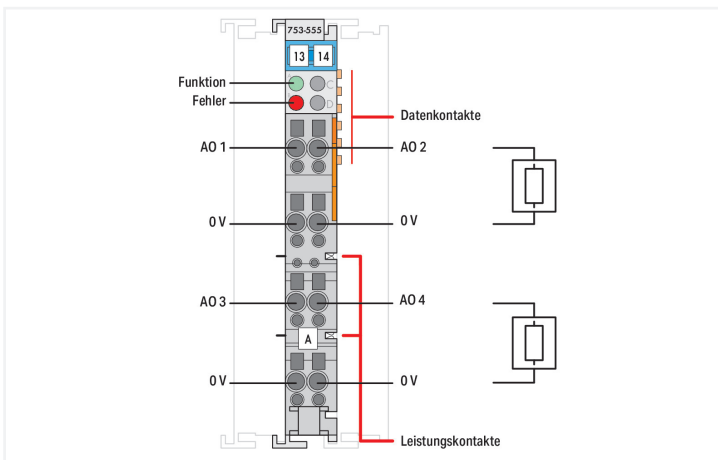 753-555
13 14
Funktion
C
Fehler
D
Datenkontakte
AO 1
AO 2
0 V
0 V
AO 3
AO 4
A
0 V
0 V
Leistungskontakte